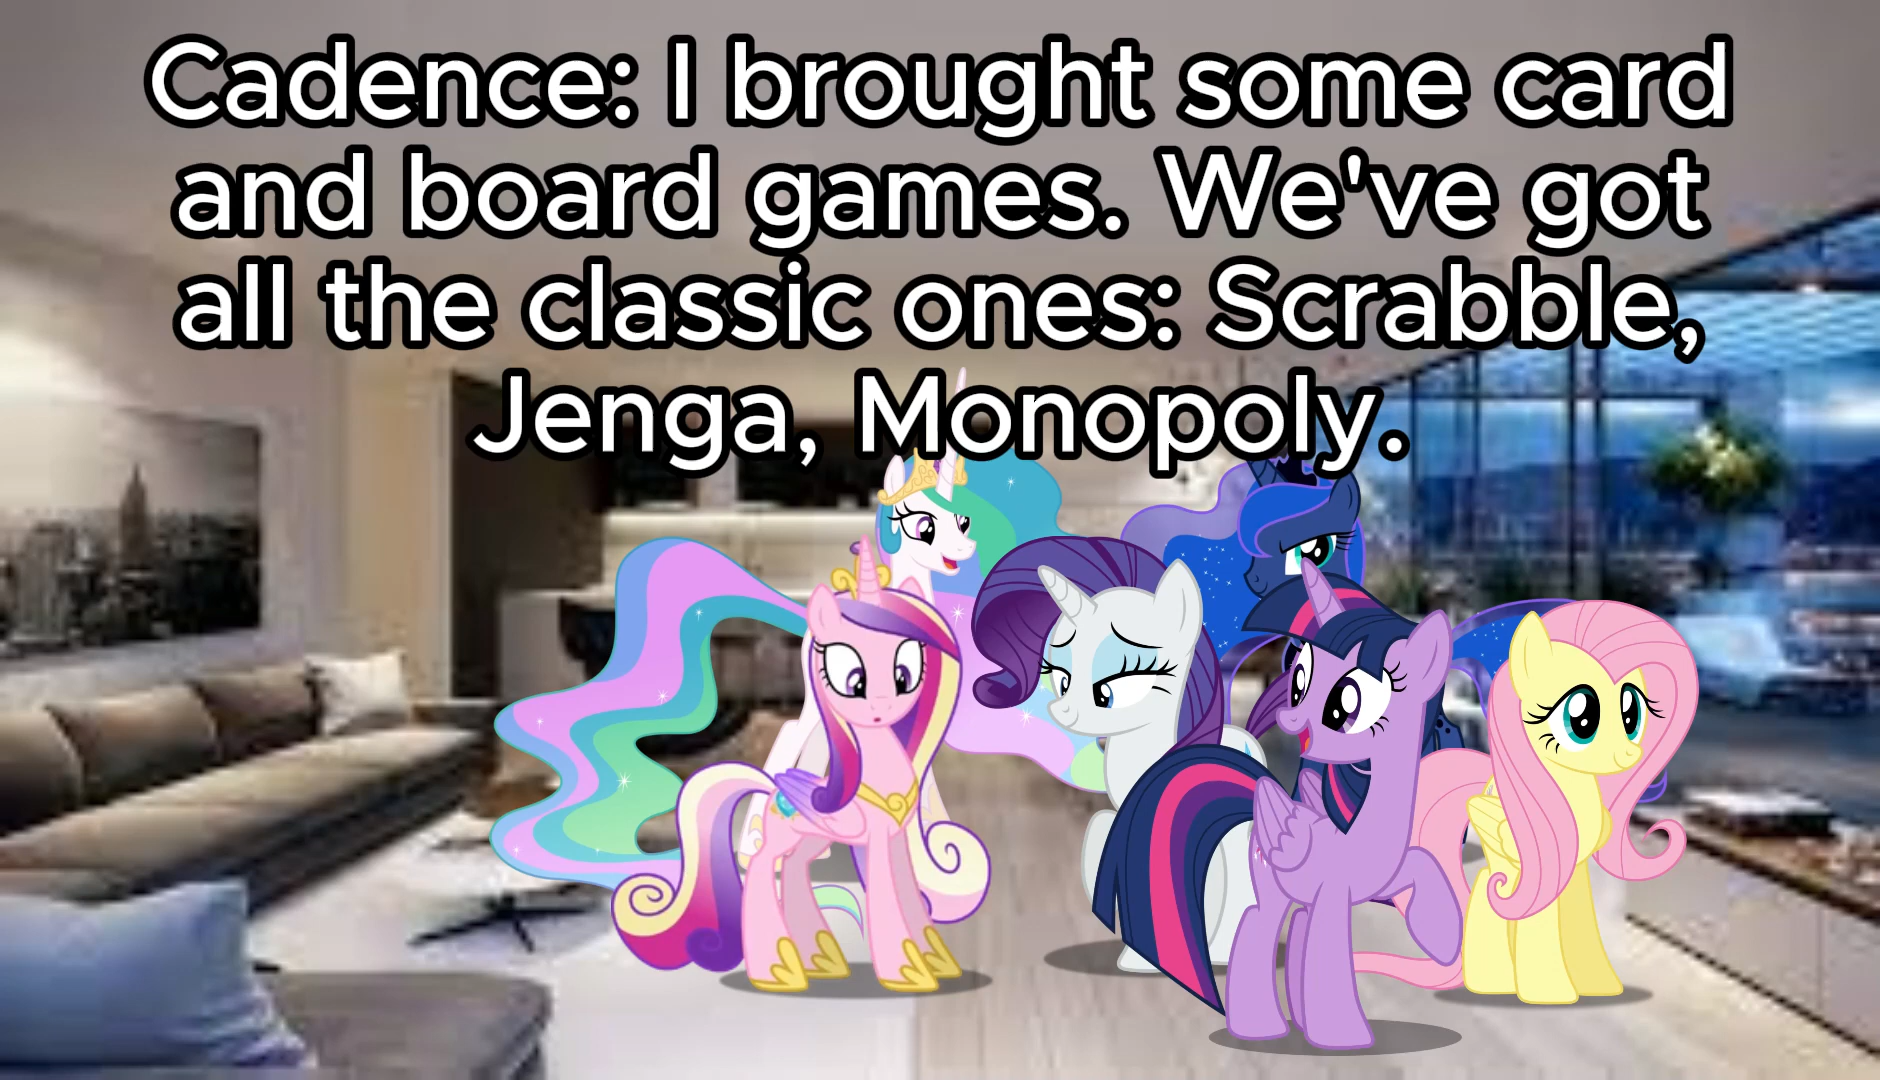 Cadence: I brought some card
and board games. We've got
all the classic ones: Scrabble,
Jenga, Monopoly.